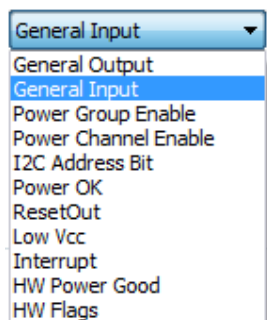 General Input
General Output
General Input
Power Group Enable
Power Channel Enable
I2C Address Bit
Power OK
ResetOut
Low Vcc
Interrupt
HW Power Good
HW Flags